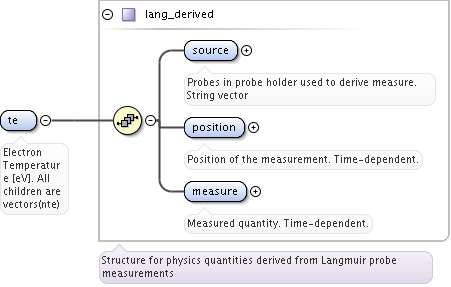 lang_derived
source
Probes in probe holder used to derive measure.
String vector
te
Electron
Temperatur
e [eV]. All
children are
vectors(nte)
position
Position of the measurement. Time-dependent.
measure
Measured quantity. Time-dependent.
Structure for physics quantities derived from Langmuir probe
measurements